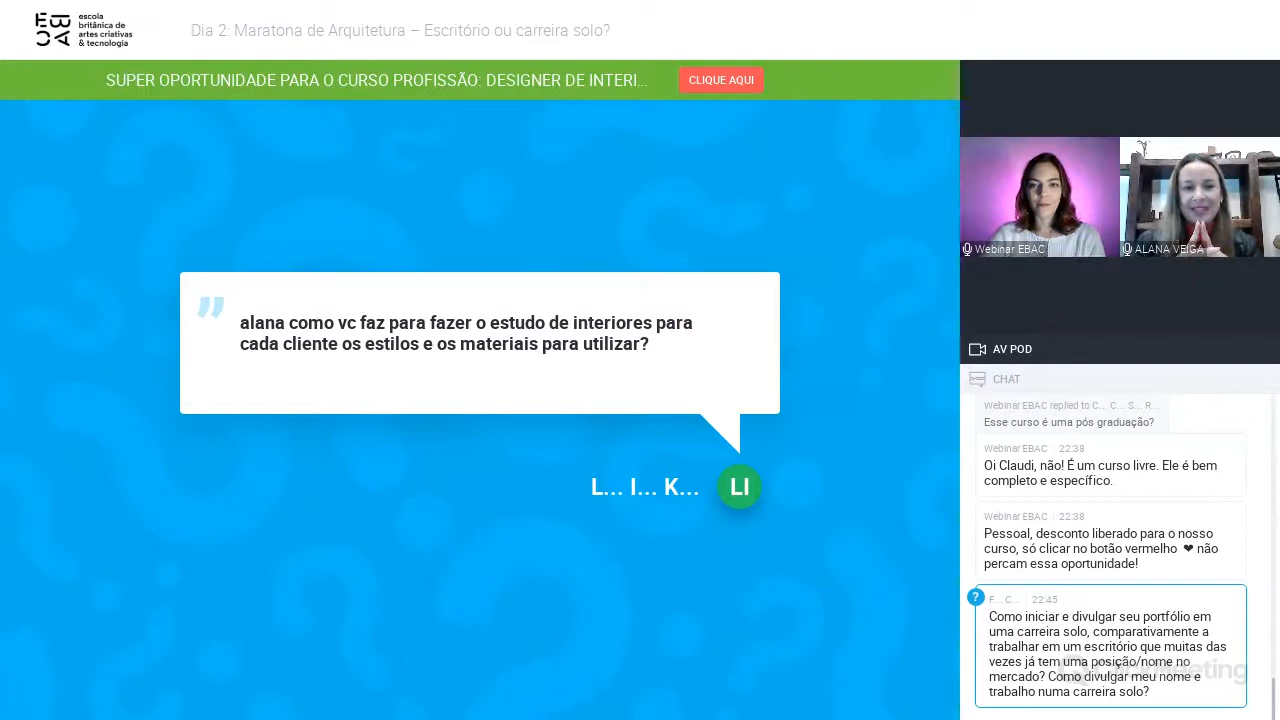 escola
britânica de
artes criativas
& tecnologia
Dia 2: Maratona de Arquitetura – Escritório ou carreira solo?
SUPER OPORTUNIDADE PARA O CURSO PROFISSÃO: DESIGNER DE INTERI...
CLIQUE AQUI
alana como vc faz para fazer o estudo de interiores para
cada cliente os estilos e os materiais para utilizar?
L... I... K...
LI
Webinar EBAC
ALANA VEIGA
AV POD
CHAT
Webinar EBAC replied to C... C... S... R...
Esse curso é uma pós graduação?
Webinar EBAC | 22:38
Oi Claudi, não! É um curso livre. Ele é bem
completo e específico.
Webinar EBAC | 22:38
Pessoal, desconto liberado para o nosso
curso, só clicar no botão vermelho ❤ não
percam essa oportunidade!
?
F... C... | 22:45
Como iniciar e divulgar seu portfólio em
uma carreira solo, comparativamente a
trabalhar em um escritório que muitas das
vezes já tem uma posição/nome no
mercado? Como divulgar meu nome e
trabalho numa carreira solo?